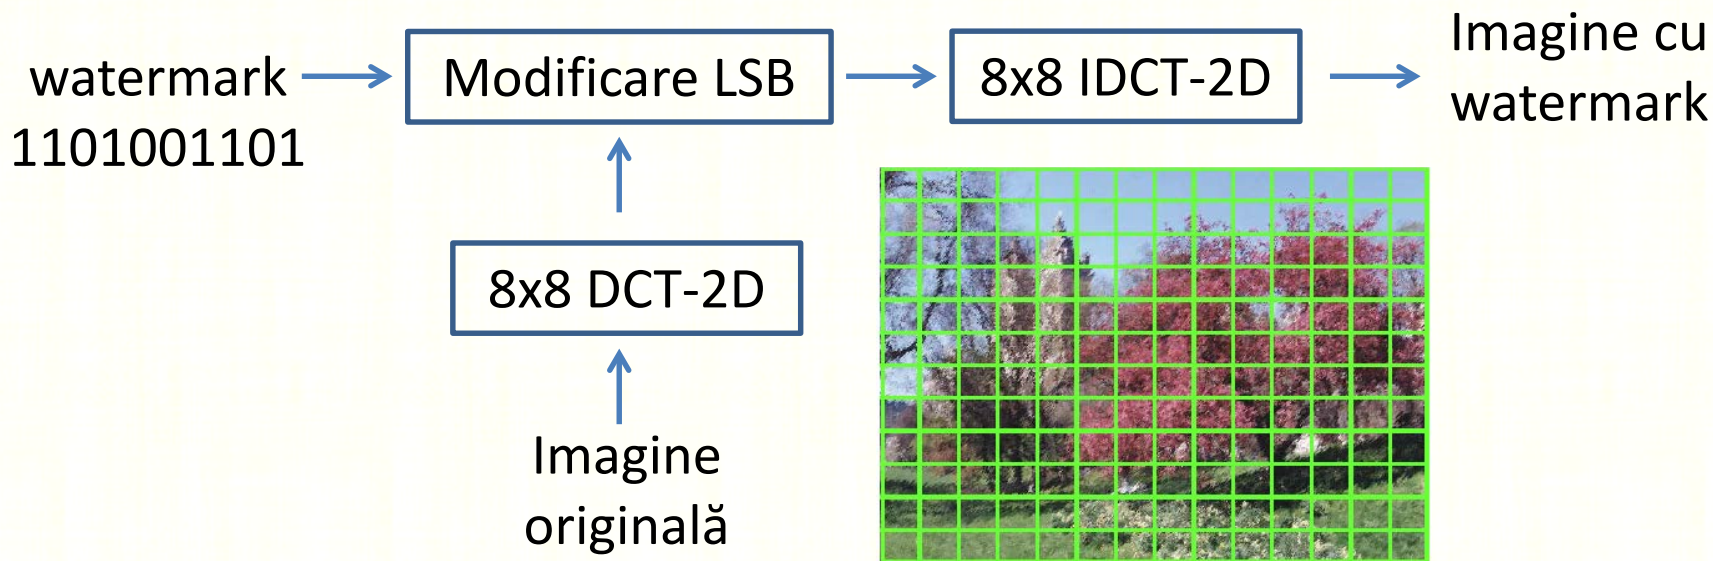 watermark
1101001101
Modificare LSB
8x8 IDCT-2D
Imagine cu
watermark
8x8 DCT-2D
Imagine
originală